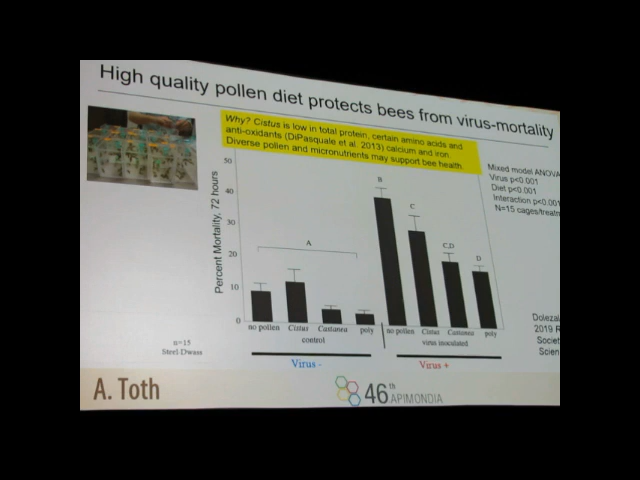 High quality pollen diet protects bees from virus-mortality
Why? Cistus is low in total protein, certain amino acids and
anti-oxidants (DiPasquale et al. 2013) calcium and iron.
Diverse pollen and micronutrients may support bee health.
Mixed model ANOVA
Virus p<0.001
Diet p<0.001
Interaction p<0.001
N=15 cages/treatm
Percent Mortality, 72 hours
50
40
30
20
10
0
A
B
C
C,D
D
no pollen Cistus Castanea poly no pollen Cistus Castanea poly
control virus inoculated
Virus - Virus +
n=15
Steel-Dwass
Dolezal
2019 R
Societ
Scien
A. Toth
46th APIMONDIA